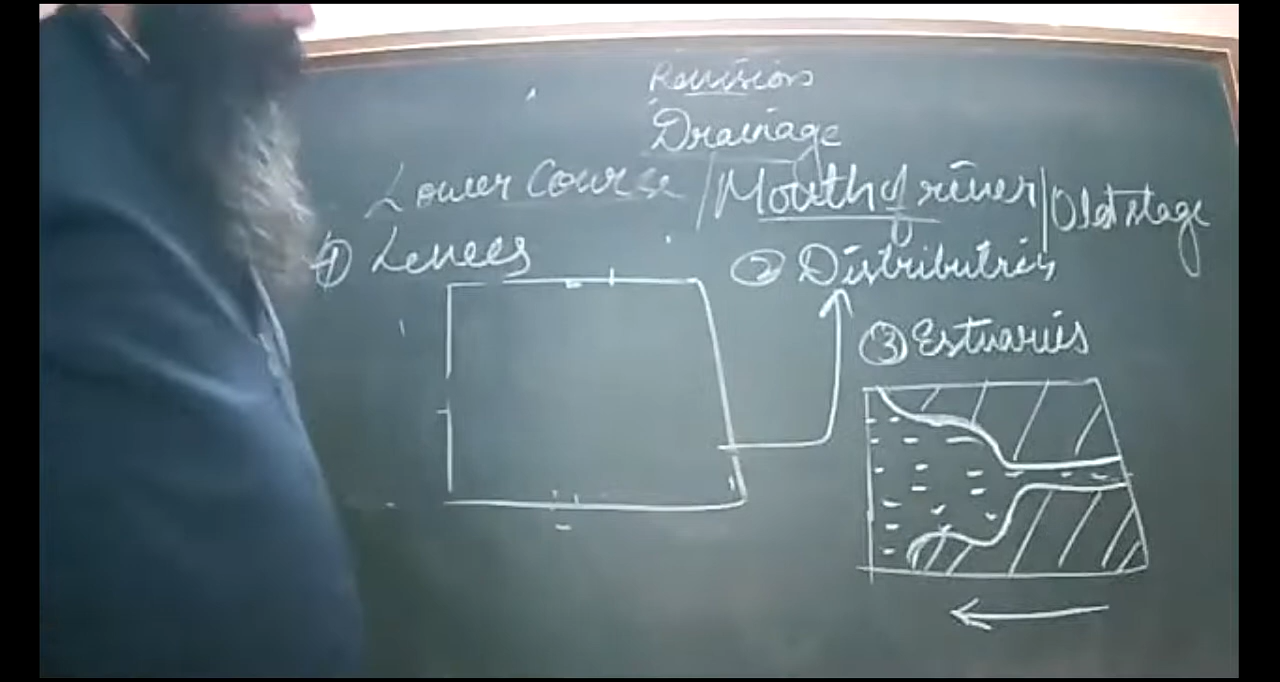 Revision
Drainage
Lower Course / Mouth of river / Old stage
① Levees
② Distributries
③ Estuaries